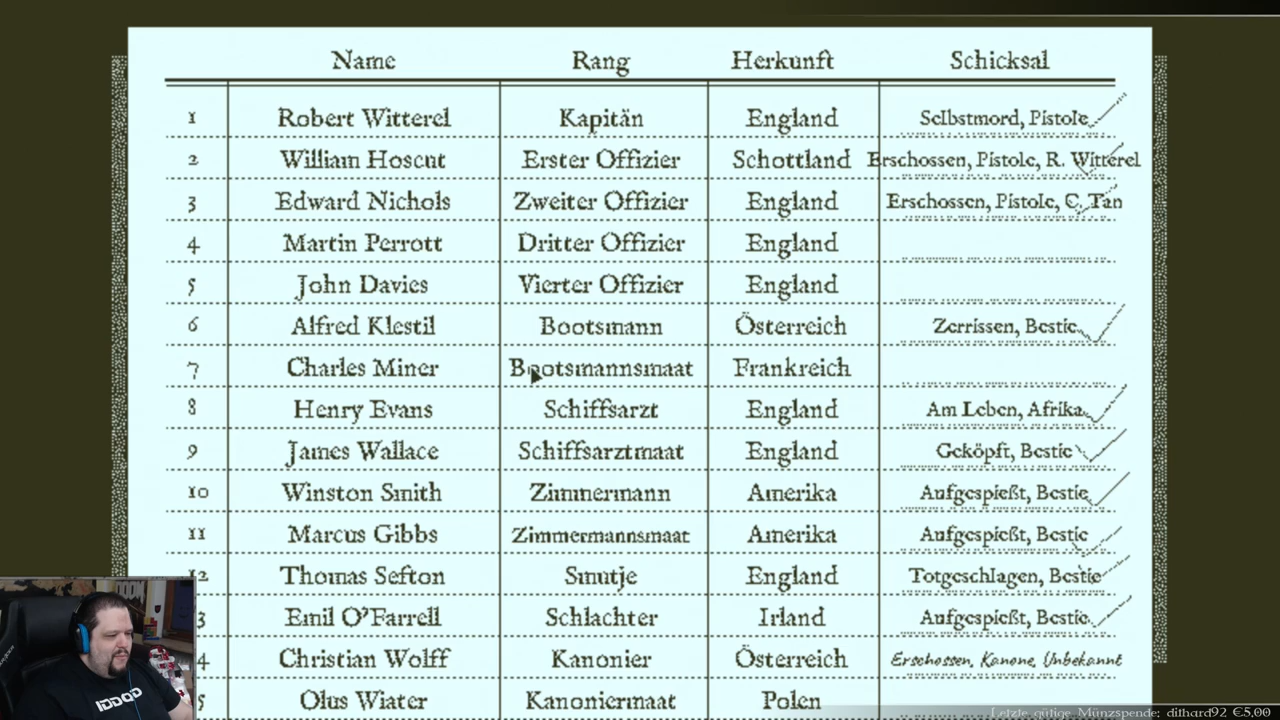 Name Rang Herkunft Schicksal
1 Robert Witterel Kapitän England Selbstmord, Pistole
2 William Hoscut Erster Offizier Schottland Erschossen, Pistole, R. Witterel
3 Edward Nichols Zweiter Offizier England Erschossen, Pistole, C. Tan
4 Martin Perrott Dritter Offizier England
5 John Davies Vierter Offizier England
6 Alfred Klestil Bootsmann Österreich Zerrissen, Bestie
7 Charles Miner Bootsmannsmaat Frankreich
8 Henry Evans Schiffsarzt England Am Leben, Afrika
9 James Wallace Schiffsarztmaat England Geköpft, Bestie
10 Winston Smith Zimmermann Amerika Aufgespießt, Bestie
11 Marcus Gibbs Zimmermannsmaat Amerika Aufgespießt, Bestie
12 Thomas Sefton Smutje England Totgeschlagen, Bestie
3 Emil O'Farrell Schlachter Irland Aufgespießt, Bestie
4 Christian Wolff Kanonier Österreich Erschossen, Kanone, Unbekannt
5 Olus Wiater Kanoniermaat Polen
IDDQD
Letzte gütige Münzspende: dithard92 €5,00